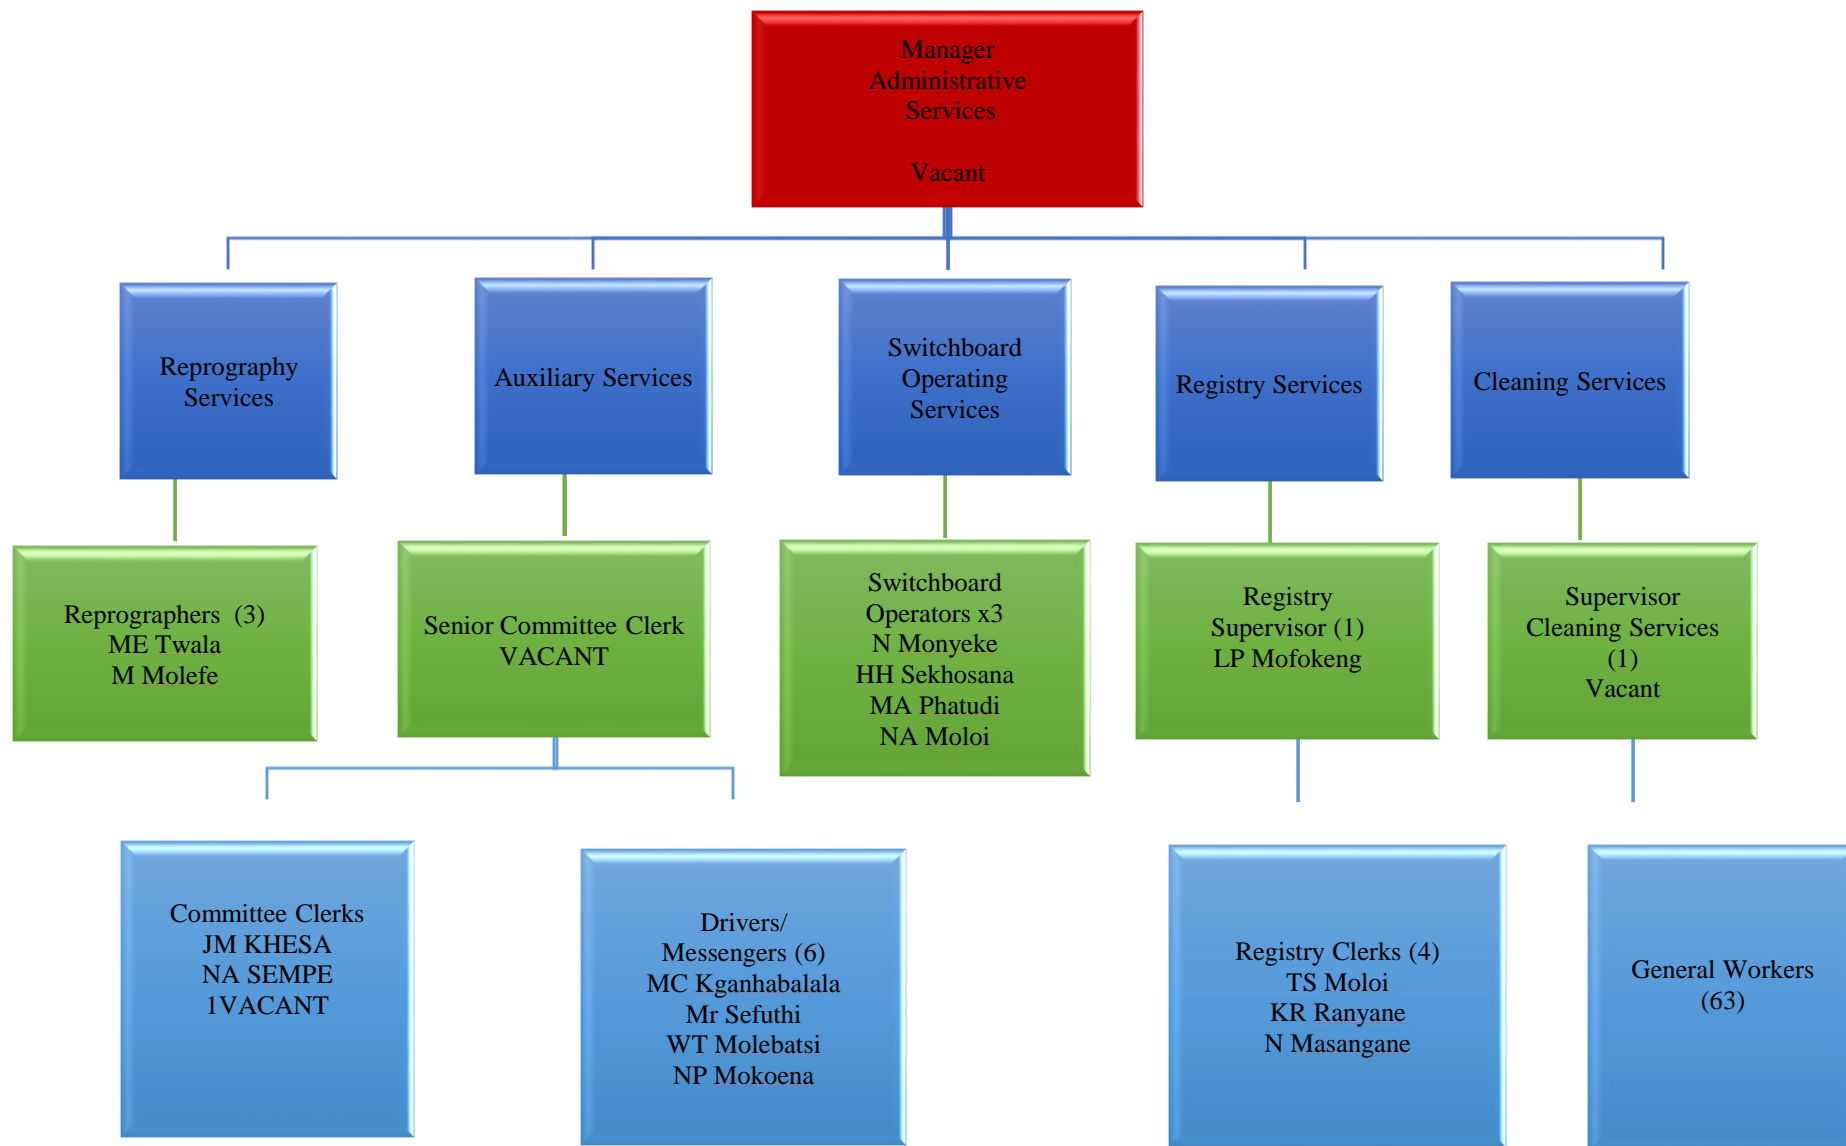 Manager
Administrative
Services
Vacant
Reprography
Services
Auxiliary Services
Switchboard
Operating
Services
Registry Services
Cleaning Services
Reprographers (3)
ME Twala
M Molefe
Senior Committee Clerk
VACANT
Switchboard
Operators x3
N Monyeke
HH Sekhosana
MA Phatudi
NA Moloi
Registry
Supervisor (1)
LP Mofokeng
Supervisor
Cleaning Services
(1)
Vacant
Committee Clerks
JM KHESA
NA SEMPE
1VACANT
Drivers/
Messengers (6)
MC Kganhabalala
Mr Sefuthi
WT Molebatsi
NP Mokoena
Registry Clerks (4)
TS Moloi
KR Ranyane
N Masangane
General Workers
(63)